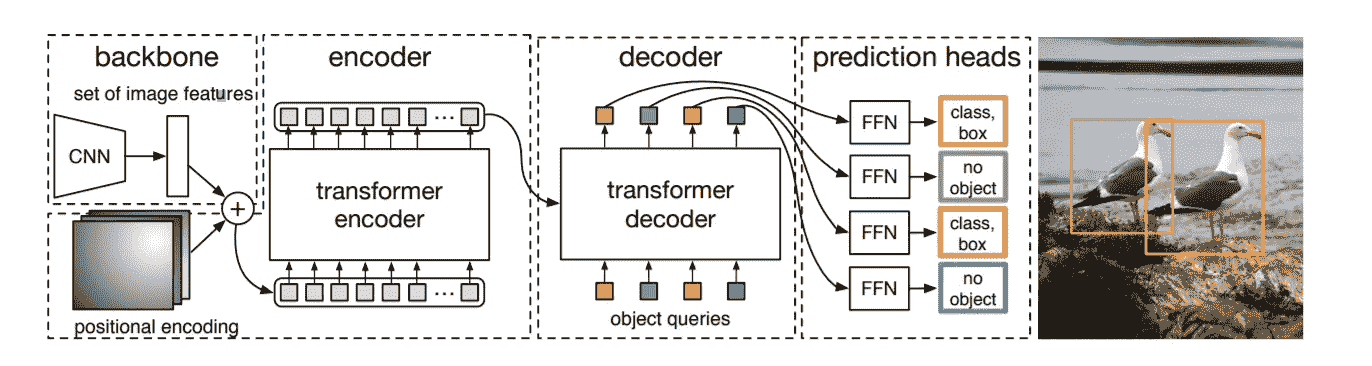 backbone
set of image features
CNN
+
positional encoding
encoder
...
transformer
encoder
...
decoder
transformer
decoder
object queries
prediction heads
FFN
class,
box
FFN
no
object
FFN
class,
box
FFN
no
object